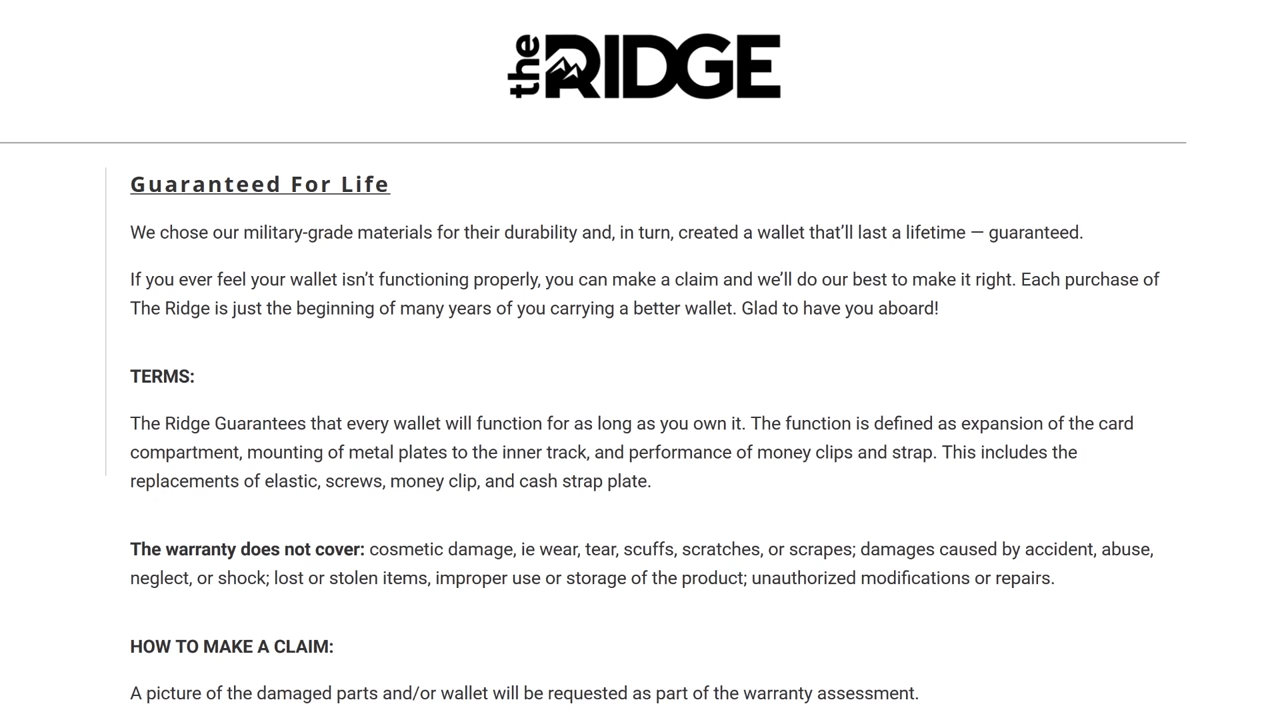 the RIDGE
Guaranteed For Life
We chose our military-grade materials for their durability and, in turn, created a wallet that’ll last a lifetime — guaranteed.
If you ever feel your wallet isn’t functioning properly, you can make a claim and we’ll do our best to make it right. Each purchase of
The Ridge is just the beginning of many years of you carrying a better wallet. Glad to have you aboard!
TERMS:
The Ridge Guarantees that every wallet will function for as long as you own it. The function is defined as expansion of the card
compartment, mounting of metal plates to the inner track, and performance of money clips and strap. This includes the
replacements of elastic, screws, money clip, and cash strap plate.
The warranty does not cover: cosmetic damage, ie wear, tear, scuffs, scratches, or scrapes; damages caused by accident, abuse,
neglect, or shock; lost or stolen items, improper use or storage of the product; unauthorized modifications or repairs.
HOW TO MAKE A CLAIM:
A picture of the damaged parts and/or wallet will be requested as part of the warranty assessment.